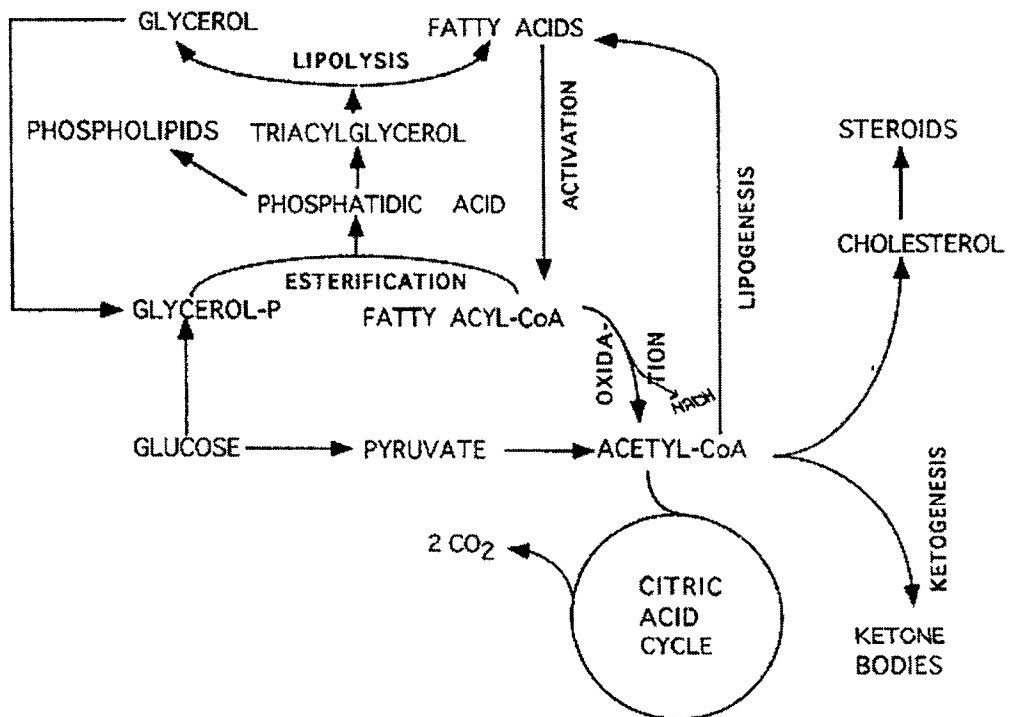 GLYCEROL
FATTY ACIDS
LIPOLYSIS
PHOSPHOLIPIDS
TRIACYLGLYCEROL
ACTIVATION
STEROIDS
PHOSPHATIDIC ACID
LIPOGENESIS
CHOLESTEROL
ESTERIFICATION
GLYCEROL-P
FATTY ACYL-CoA
OXIDA-
TION
NADH
GLUCOSE
PYRUVATE
ACETYL-CoA
KETOGENESIS
2 CO2
CITRIC
ACID
CYCLE
KETONE
BODIES